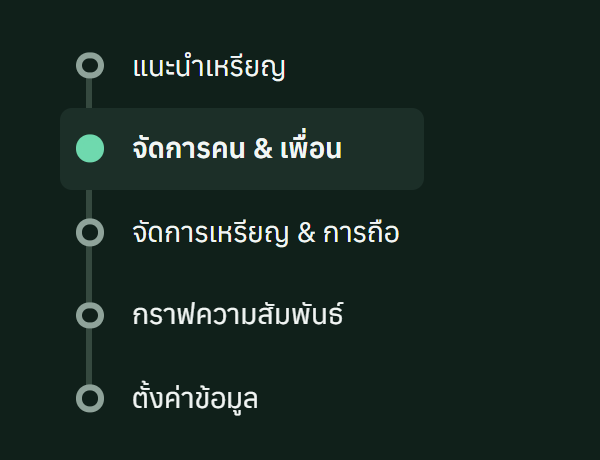 แนะนำเหรียญ
จัดการคน & เพื่อน
จัดการเหรียญ & การถือ
กราฟความสัมพันธ์
ตั้งค่าข้อมูล